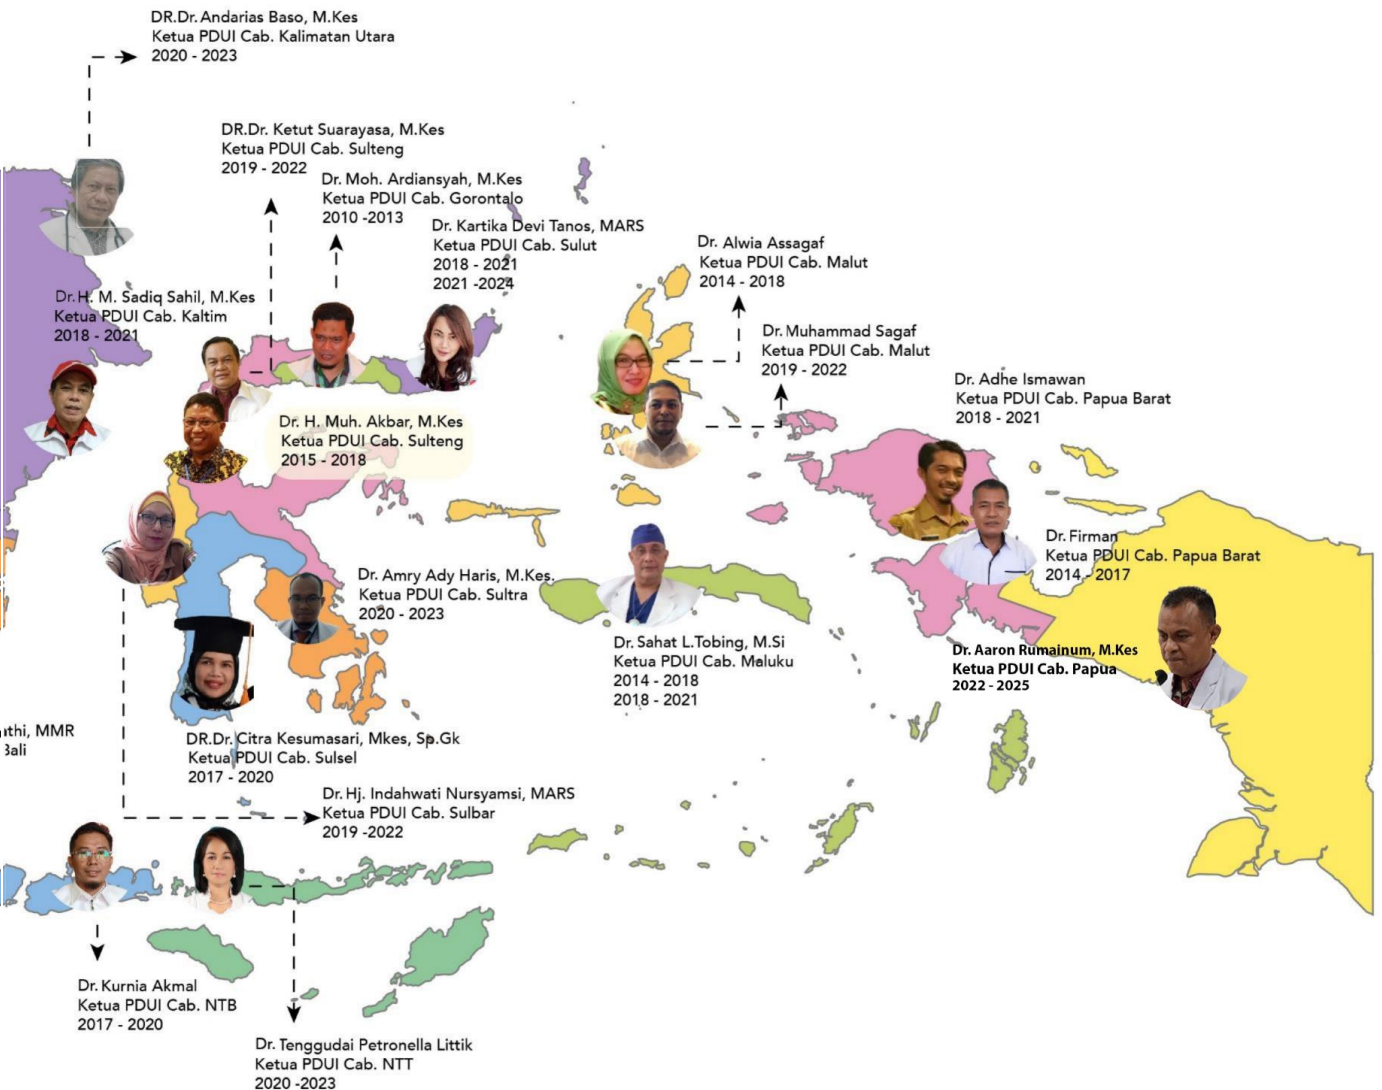 DR.Dr. Andarias Baso, M.Kes
Ketua PDUI Cab. Kalimatan Utara
2020 - 2023
DR.Dr. Ketut Suarayasa, M.Kes
Ketua PDUI Cab. Sulteng
2019 - 2022
Dr. Moh. Ardiansyah, M.Kes
Ketua PDUI Cab. Gorontalo
2010 -2013
Dr. Kartika Devi Tanos, MARS
Ketua PDUI Cab. Sulut
2018 - 2021
2021 -2024
Dr. Alwia Assagaf
Ketua PDUI Cab. Malut
2014 - 2018
Dr. H. M. Sadiq Sahil, M.Kes
Ketua PDUI Cab. Kaltim
2018 - 2021
Dr. Muhammad Sagaf
Ketua PDUI Cab. Malut
2019 - 2022
Dr. Adhe Ismawan
Ketua PDUI Cab. Papua Barat
2018 - 2021
Dr. H. Muh. Akbar, M.Kes
Ketua PDUI Cab. Sulteng
2015 - 2018
Dr. Firman
Ketua PDUI Cab. Papua Barat
2014 - 2017
Dr. Amry Ady Haris, M.Kes.
Ketua PDUI Cab. Sultra
2020 - 2023
Dr. Sahat L.Tobing, M.Si
Ketua PDUI Cab. Maluku
2014 - 2018
2018 - 2021
Dr. Aaron Rumainum, M.Kes
Ketua PDUI Cab. Papua
2022 - 2025
MMR
Bali
DR.Dr. Citra Kesumasari, Mkes, Sp.Gk
Ketua PDUI Cab. Sulsel
2017 - 2020
Dr. Hj. Indahwati Nursyamsi, MARS
Ketua PDUI Cab. Sulbar
2019 -2022
Dr. Kurnia Akmal
Ketua PDUI Cab. NTB
2017 - 2020
Dr. Tenggudai Petronella Littik
Ketua PDUI Cab. NTT
2020 -2023